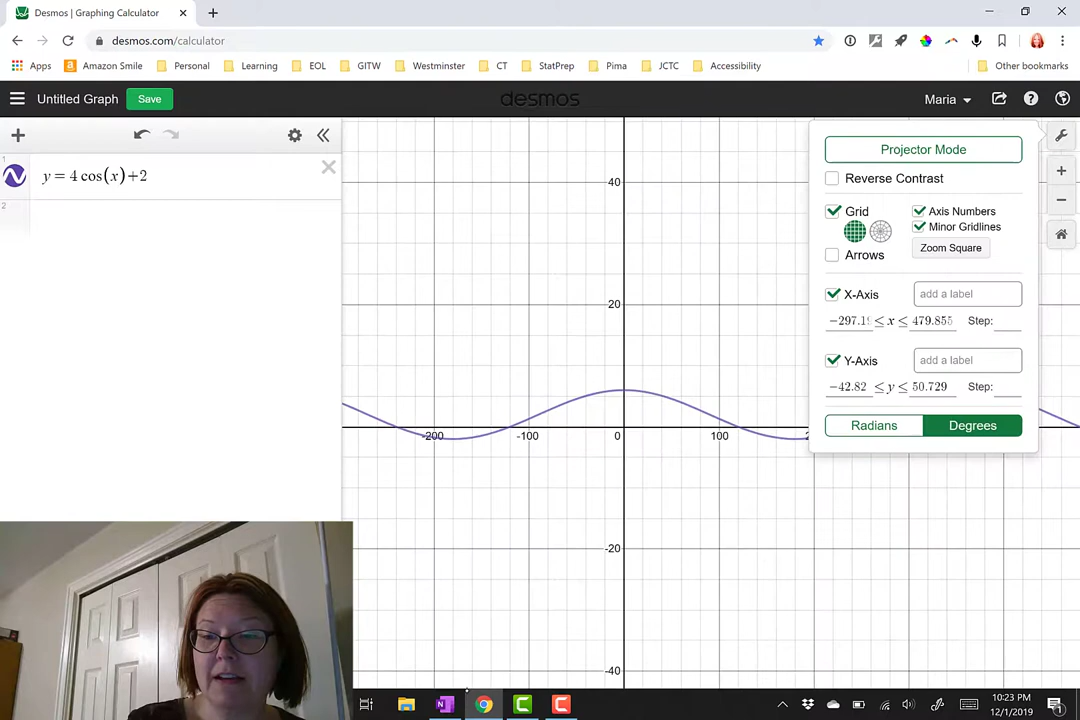 Desmos | Graphing Calculator
desmos.com/calculator
Apps Amazon Smile Personal Learning EOL GITW Westminster CT StatPrep Pima JCTC Accessibility Other bookmarks
Untitled Graph Save desmos Maria
1
y = 4 cos(x)+2
2
Projector Mode
Reverse Contrast
Grid Axis Numbers
Minor Gridlines
Zoom Square
Arrows
X-Axis add a label
≤ x ≤ 479.855 Step:
Y-Axis add a label
-42.82 ≤ y ≤ 50.729 Step:
Radians Degrees
40
20
-200 -100 0 100
-20
-40
10:23 PM
12/1/2019
1